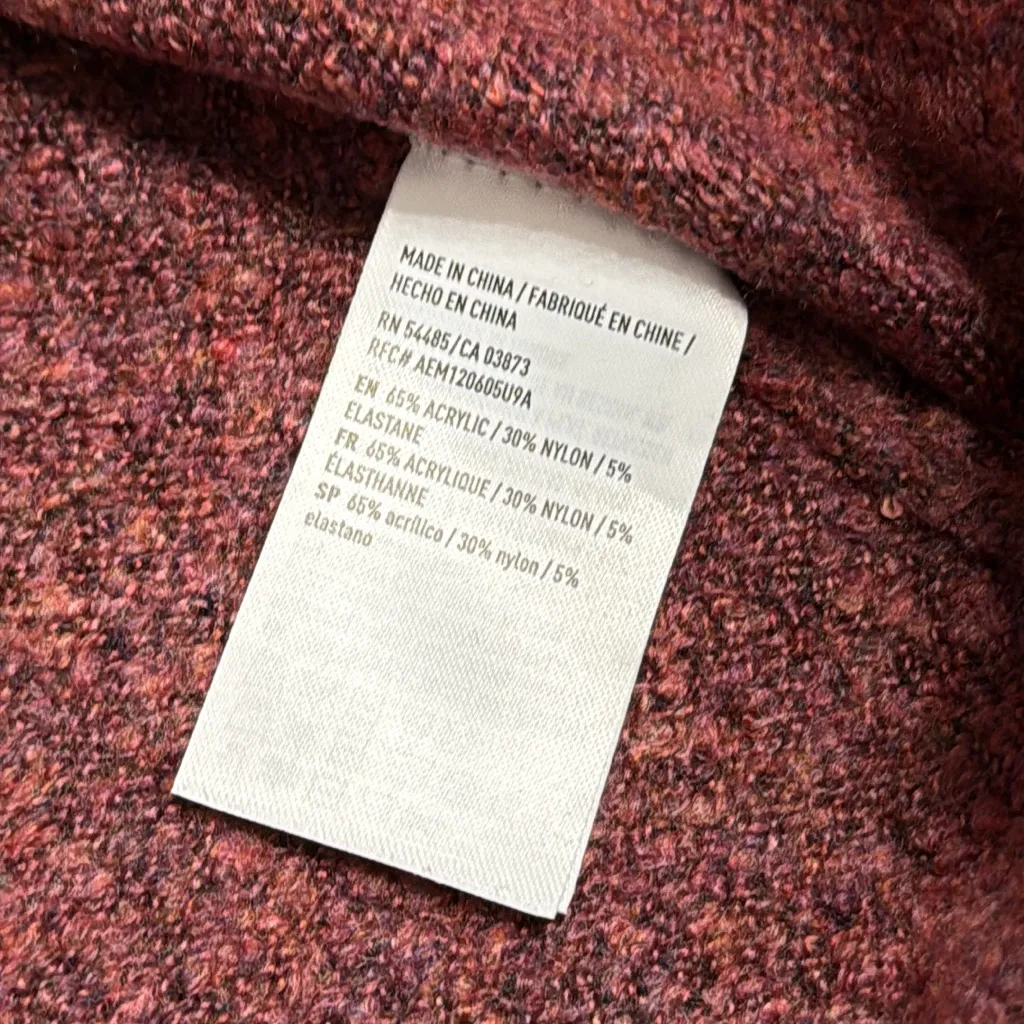 MADE IN CHINA / FABRIQUÉ EN CHINE /
HECHO EN CHINA
RN 54485/CA 03873
RFC# AEM120605U9A
EN 65% ACRYLIC / 30% NYLON / 5%
ELASTANE
FR 65% ACRYLIQUE / 30% NYLON / 5%
ÉLASTHANNE
SP 65% acrílico / 30% nylon / 5%
elastano